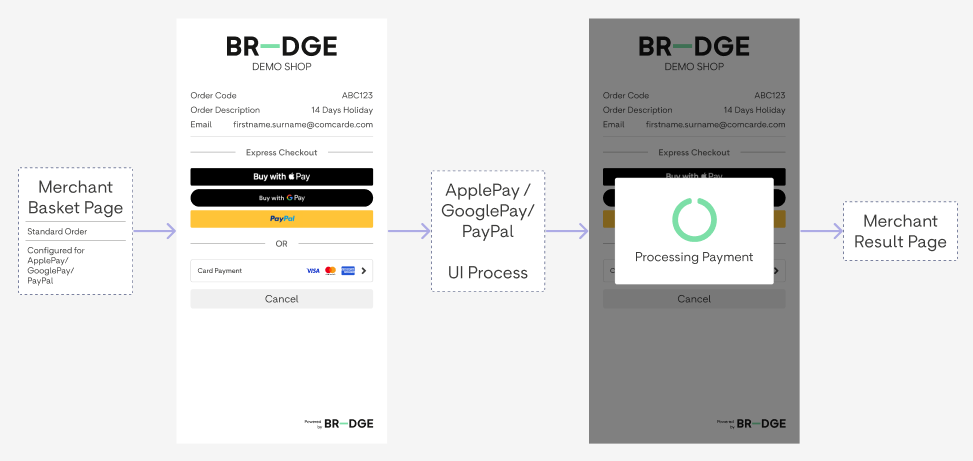 Merchant
Basket Page
Standard Order
Configured for
ApplePay/
GooglePay/
PayPal
BR–DGE
DEMO SHOP
Order Code ABC123
Order Description 14 Days Holiday
Email firstname.surname@comcarde.com
Express Checkout
Buy with Pay
Buy with G Pay
PayPal
OR
Card Payment VISA
Cancel
Powered
by BR–DGE
ApplePay /
GooglePay/
PayPal
UI Process
BR–DGE
DEMO SHOP
Order Code ABC123
Order Description 14 Days Holiday
Email firstname.surname@comcarde.com
Express Checkout
Buy with Pay
Processing Payment
Cancel
Powered
by BR–DGE
Merchant
Result Page